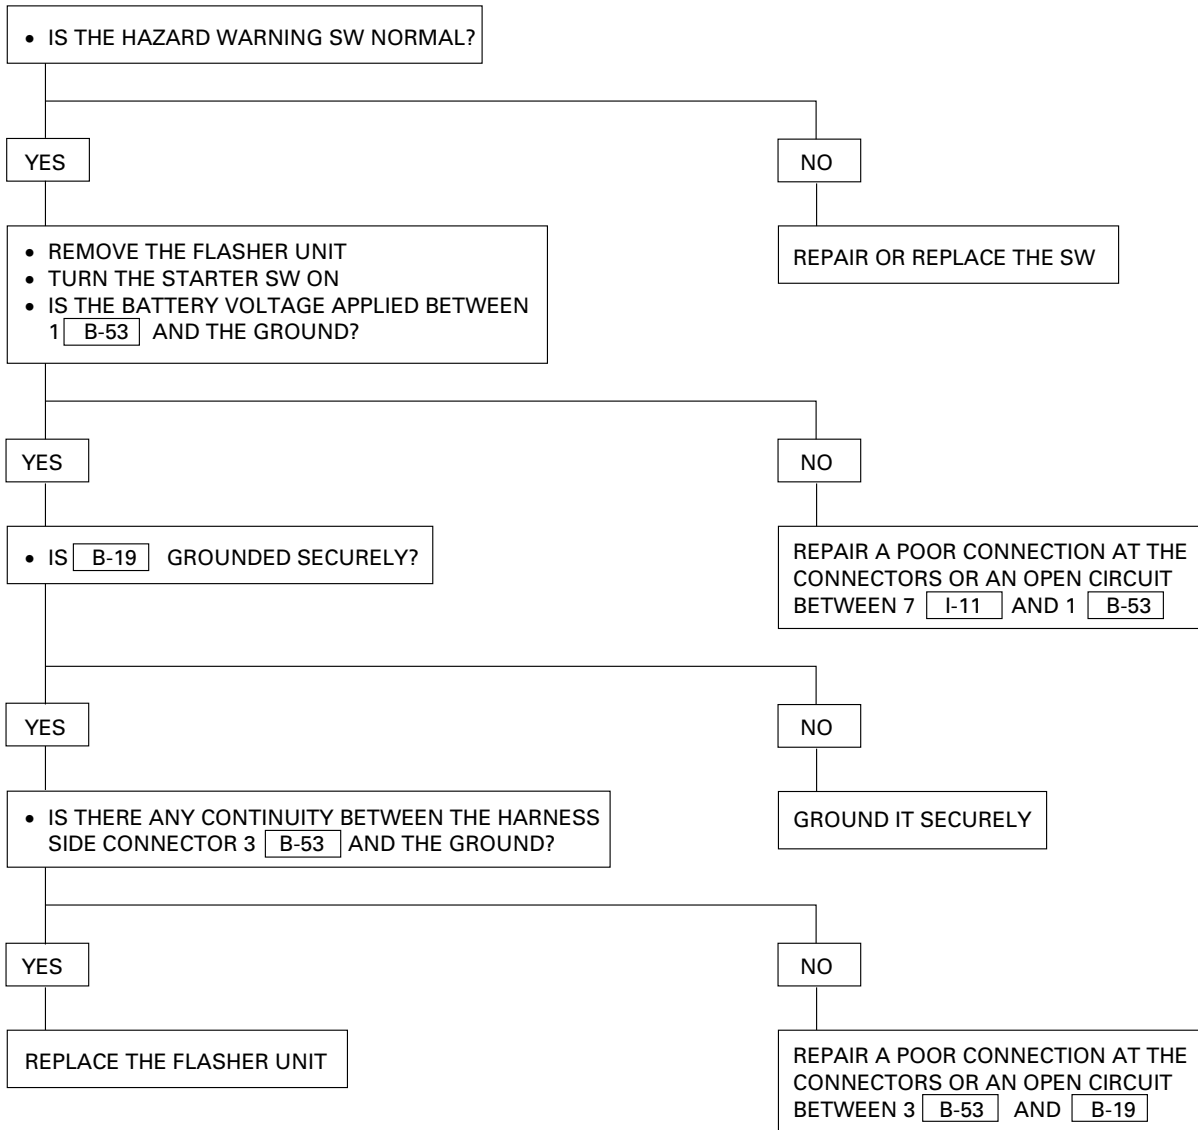 • IS THE HAZARD WARNING SW NORMAL?
YES
NO
• REMOVE THE FLASHER UNIT
• TURN THE STARTER SW ON
• IS THE BATTERY VOLTAGE APPLIED BETWEEN
1 B-53 AND THE GROUND?
REPAIR OR REPLACE THE SW
YES
NO
• IS B-19 GROUNDED SECURELY?
REPAIR A POOR CONNECTION AT THE
CONNECTORS OR AN OPEN CIRCUIT
BETWEEN 7 I-11 AND 1 B-53
YES
NO
• IS THERE ANY CONTINUITY BETWEEN THE HARNESS
SIDE CONNECTOR 3 B-53 AND THE GROUND?
GROUND IT SECURELY
YES
NO
REPLACE THE FLASHER UNIT
REPAIR A POOR CONNECTION AT THE
CONNECTORS OR AN OPEN CIRCUIT
BETWEEN 3 B-53 AND B-19